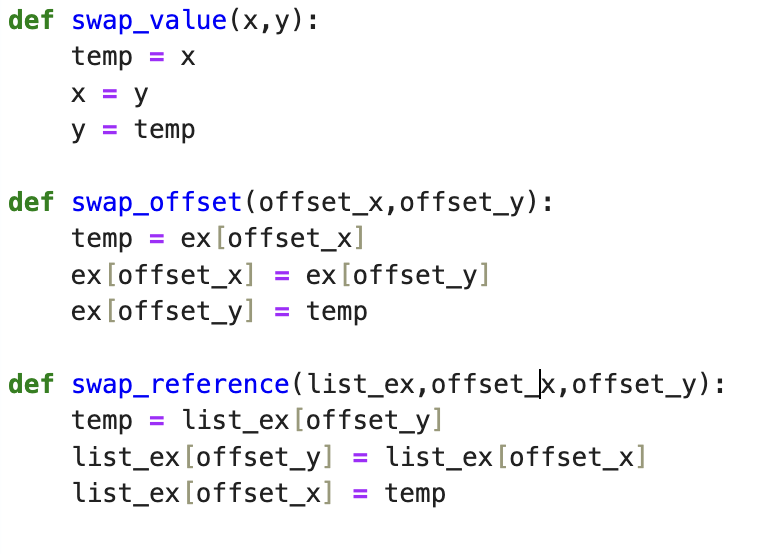 def swap_value(x,y):
    temp = x
    x = y
    y = temp

def swap_offset(offset_x,offset_y):
    temp = ex[offset_x]
    ex[offset_x] = ex[offset_y]
    ex[offset_y] = temp

def swap_reference(list_ex,offset_x,offset_y):
    temp = list_ex[offset_y]
    list_ex[offset_y] = list_ex[offset_x]
    list_ex[offset_x] = temp